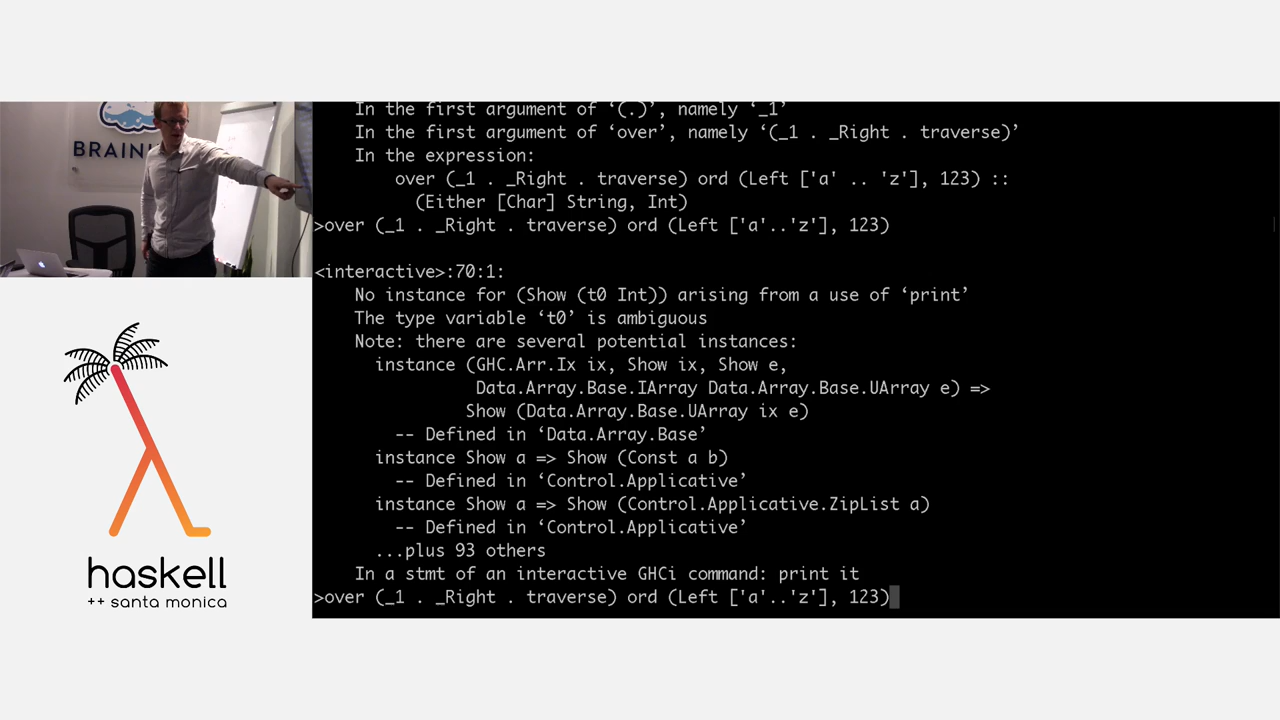 BRAIN
In the first argument of ‘(.)’, namely ‘_1’
In the first argument of ‘over’, namely ‘(_1 . _Right . traverse)’
In the expression:
over (_1 . _Right . traverse) ord (Left ['a' .. 'z'], 123) ::
(Either [Char] String, Int)
>over (_1 . _Right . traverse) ord (Left ['a'..'z'], 123)
<interactive>:70:1:
No instance for (Show (t0 Int)) arising from a use of ‘print’
The type variable ‘t0’ is ambiguous
Note: there are several potential instances:
instance (GHC.Arr.Ix ix, Show ix, Show e,
Data.Array.Base.IArray Data.Array.Base.UArray e) =>
Show (Data.Array.Base.UArray ix e)
-- Defined in ‘Data.Array.Base’
instance Show a => Show (Const a b)
-- Defined in ‘Control.Applicative’
instance Show a => Show (Control.Applicative.ZipList a)
-- Defined in ‘Control.Applicative’
...plus 93 others
In a stmt of an interactive GHCi command: print it
>over (_1 . _Right . traverse) ord (Left ['a'..'z'], 123)
haskell
++ santa monica